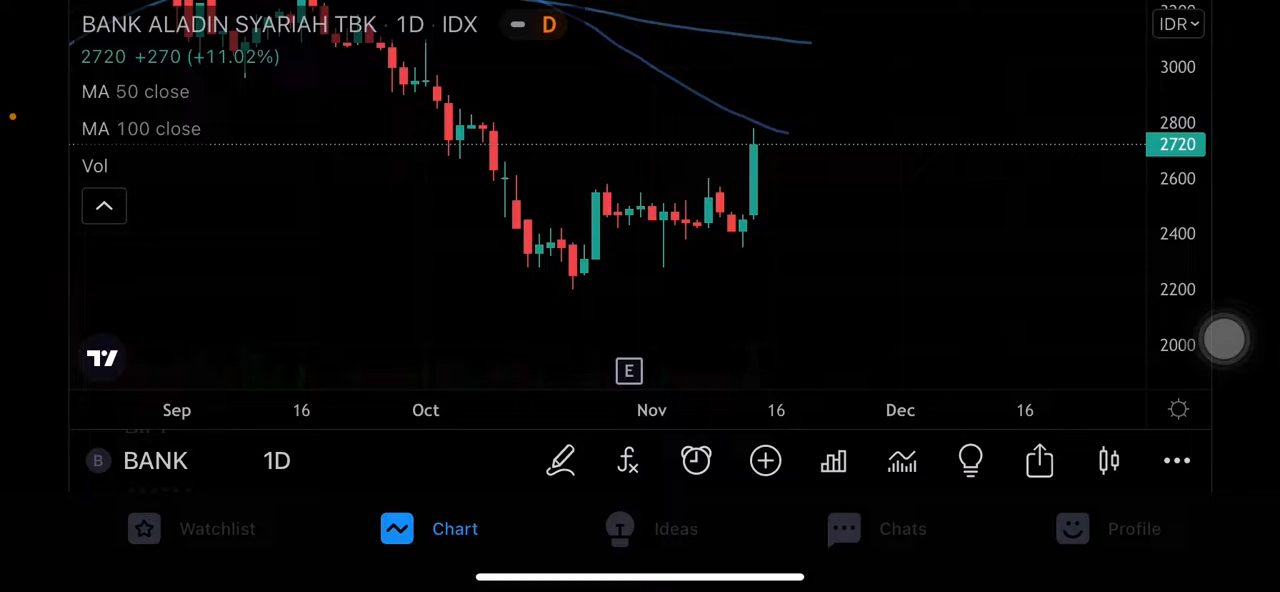 3200
BANK ALADIN SYARIAH TBK · 1D · IDX D IDR
2720 +270 (+11.02%)
3000
MA 50 close
2800
MA 100 close
2720
Vol
2600
2400
2200
2000
E
Sep 16 Oct Nov 16 Dec 16
B BANK 1D
Watchlist Chart Ideas Chats Profile